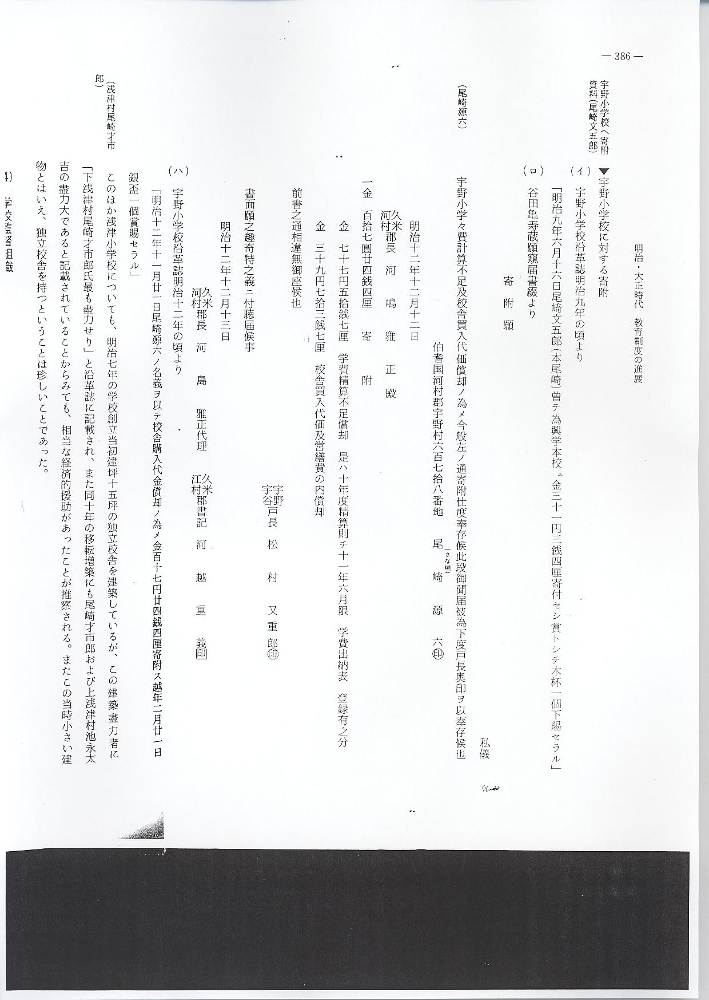 ― 386 ―
明治・大正時代　教育制度の進展
宇野小学校へ寄附
資料(尾崎文五郎)
▼宇野小学校に対する寄附
(イ)　宇野小学校沿革誌明治九年の頃より
「明治九年六月十六日尾崎文五郎(本尾崎)曽テ為興学本校ェ金三十一円三銭四厘寄付セシ賞トシテ木杯一個下賜セラル」
(ロ)　谷田亀寿蔵願窺届書綴より
寄　附　願
私儀
(尾崎源六)
宇野小学々費計算不足及校舎買入代価償却ノ為メ今般左ノ通寄附仕度奉存候此段御聞届被為下度戸長奥印ヲ以奉存候也
伯耆国河村郡宇野村六百七拾八番地　尾　崎　源　六㊞
(さな屋)
明治十二年十二月十二日
久米
河村郡長　河　嶋　雅　正　殿
一金　百拾七圓廿四銭四厘　寄　附
金　七十七円五拾銭七厘　学費精算不足償却　是ハ十年度精算則チ十一年六月限　学費出納表　登録有之分
金　三十九円七拾三銭七厘　校舎買入代価及営繕費の内償却
前書之通相違無御座候也
宇野
宇谷戸長　松　村　又　重　郎㊞
書面願之趣奇特之義ニ付聴届候事
明治十二年十二月十三日
久米
河村郡長　河　島　雅正代理
久米
江村郡書記　河　越　重　義印
(ハ)　宇野小学校沿革誌明治十二年の頃より
「明治十二年十一月廿一日尾崎源六ノ名義ヲ以テ校舎購入代金償却ノ為メ金百十七円廿四銭四厘寄附ス越年二月廿一日
銀盃一個賞賜セラル」
(浅津村尾崎才市
郎)
このほか浅津小学校についても、明治七年の学校創立当初建坪十五坪の独立校舎を建築しているが、この建築盡力者に
「下浅津村尾崎才市郎氏最も盡力せり」と沿革誌に記載され、また同十年の移転増築にも尾崎才市郎および上浅津村池永太
吉の盡力大であると記載されていることからみても、相当な経済的援助があったことが推察される。またこの当時小さい建
物とはいえ、独立校舎を持つということは珍しいことであった。
4)　学校監督組織